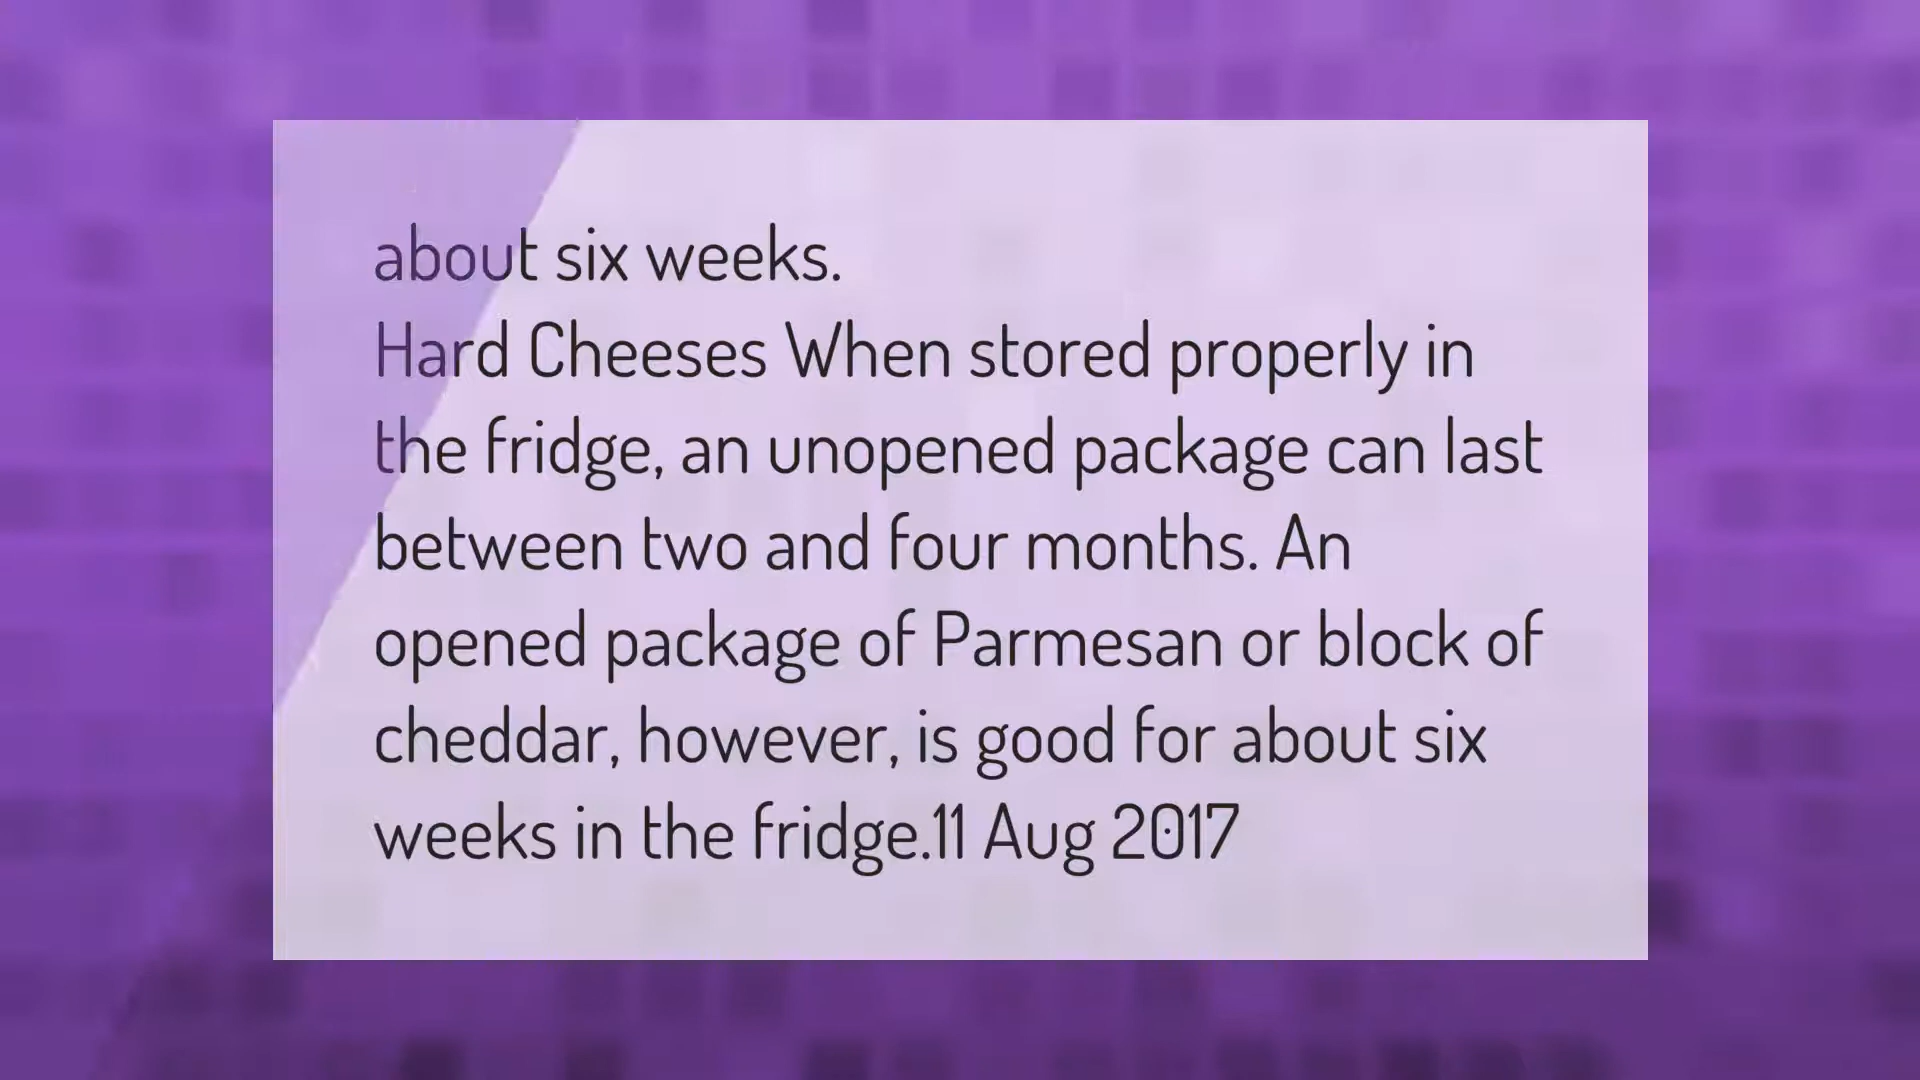 about six weeks.
Hard Cheeses When stored properly in
the fridge, an unopened package can last
between two and four months. An
opened package of Parmesan or block of
cheddar, however, is good for about six
weeks in the fridge.11 Aug 2017